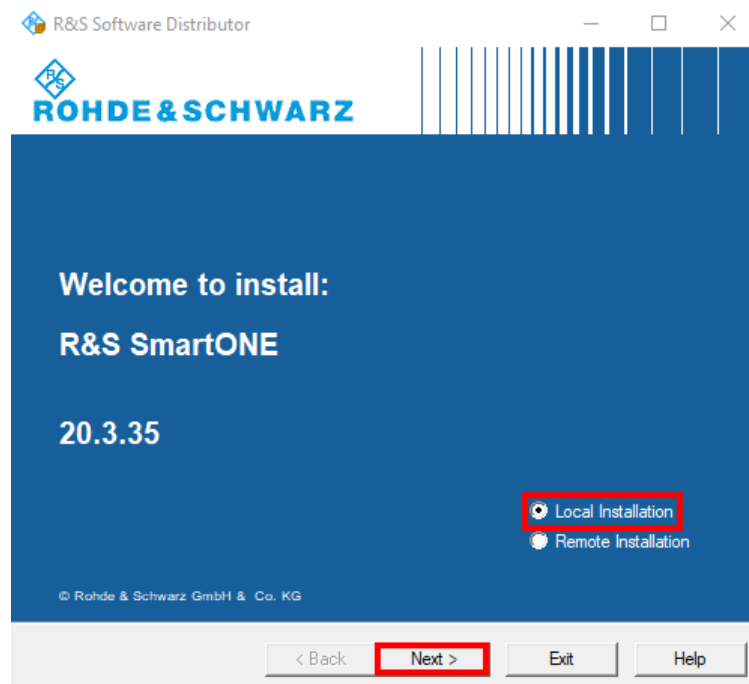 R&S Software Distributor
R&S
ROHDE&SCHWARZ
Welcome to install:
R&S SmartONE
20.3.35
Local Installation
Remote Installation
© Rohde & Schwarz GmbH & Co. KG
< Back Next > Exit Help